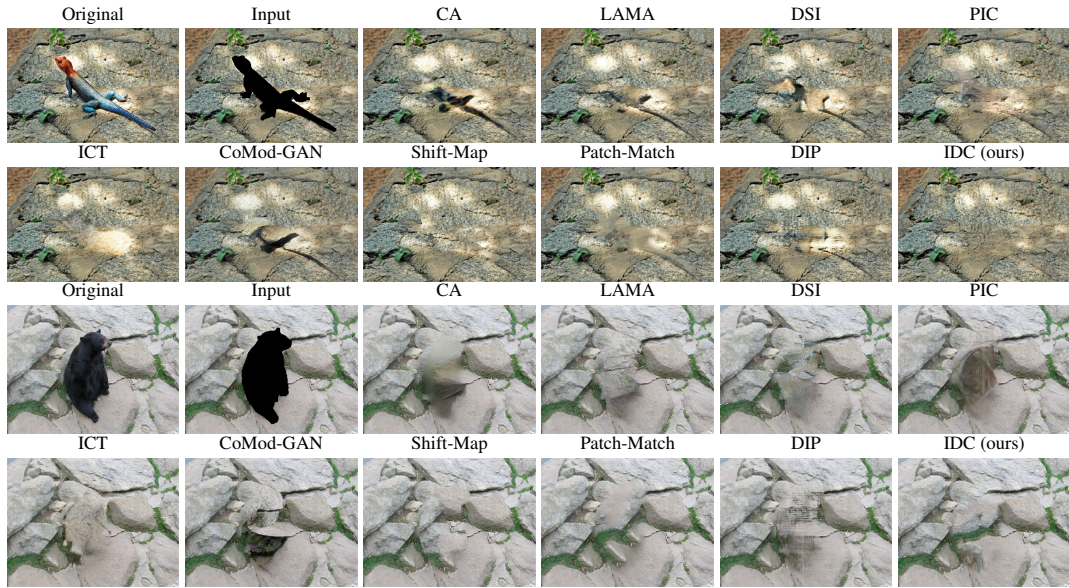 Original Input CA LAMA DSI PIC
ICT CoMod-GAN Shift-Map Patch-Match DIP IDC (ours)
Original Input CA LAMA DSI PIC
ICT CoMod-GAN Shift-Map Patch-Match DIP IDC (ours)